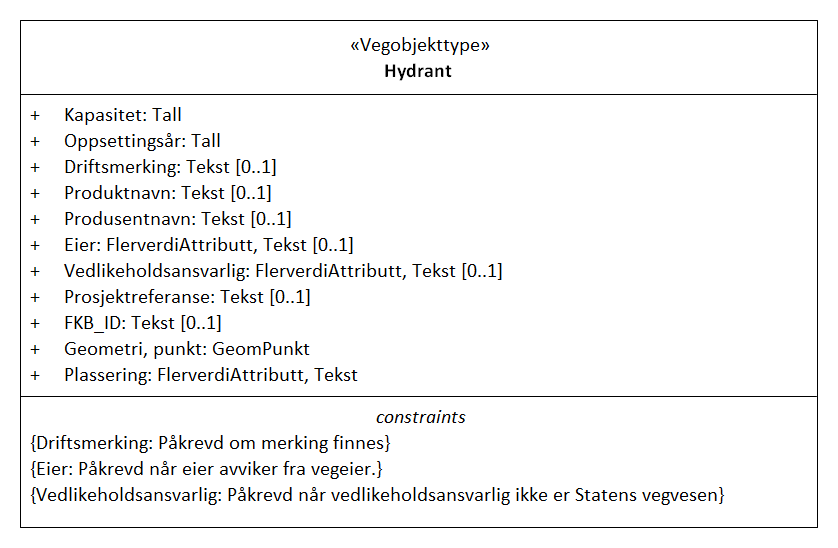 «Vegobjekttype»
Hydrant
+ Kapasitet: Tall
+ Oppsettingsår: Tall
+ Driftsmerking: Tekst [0..1]
+ Produktnavn: Tekst [0..1]
+ Produsentnavn: Tekst [0..1]
+ Eier: FlerverdiAttributt, Tekst [0..1]
+ Vedlikeholdsansvarlig: FlerverdiAttributt, Tekst [0..1]
+ Prosjektreferanse: Tekst [0..1]
+ FKB_ID: Tekst [0..1]
+ Geometri, punkt: GeomPunkt
+ Plassering: FlerverdiAttributt, Tekst
constraints
{Driftsmerking: Påkrevd om merking finnes}
{Eier: Påkrevd når eier avviker fra vegeier.}
{Vedlikeholdsansvarlig: Påkrevd når vedlikeholdsansvarlig ikke er Statens vegvesen}